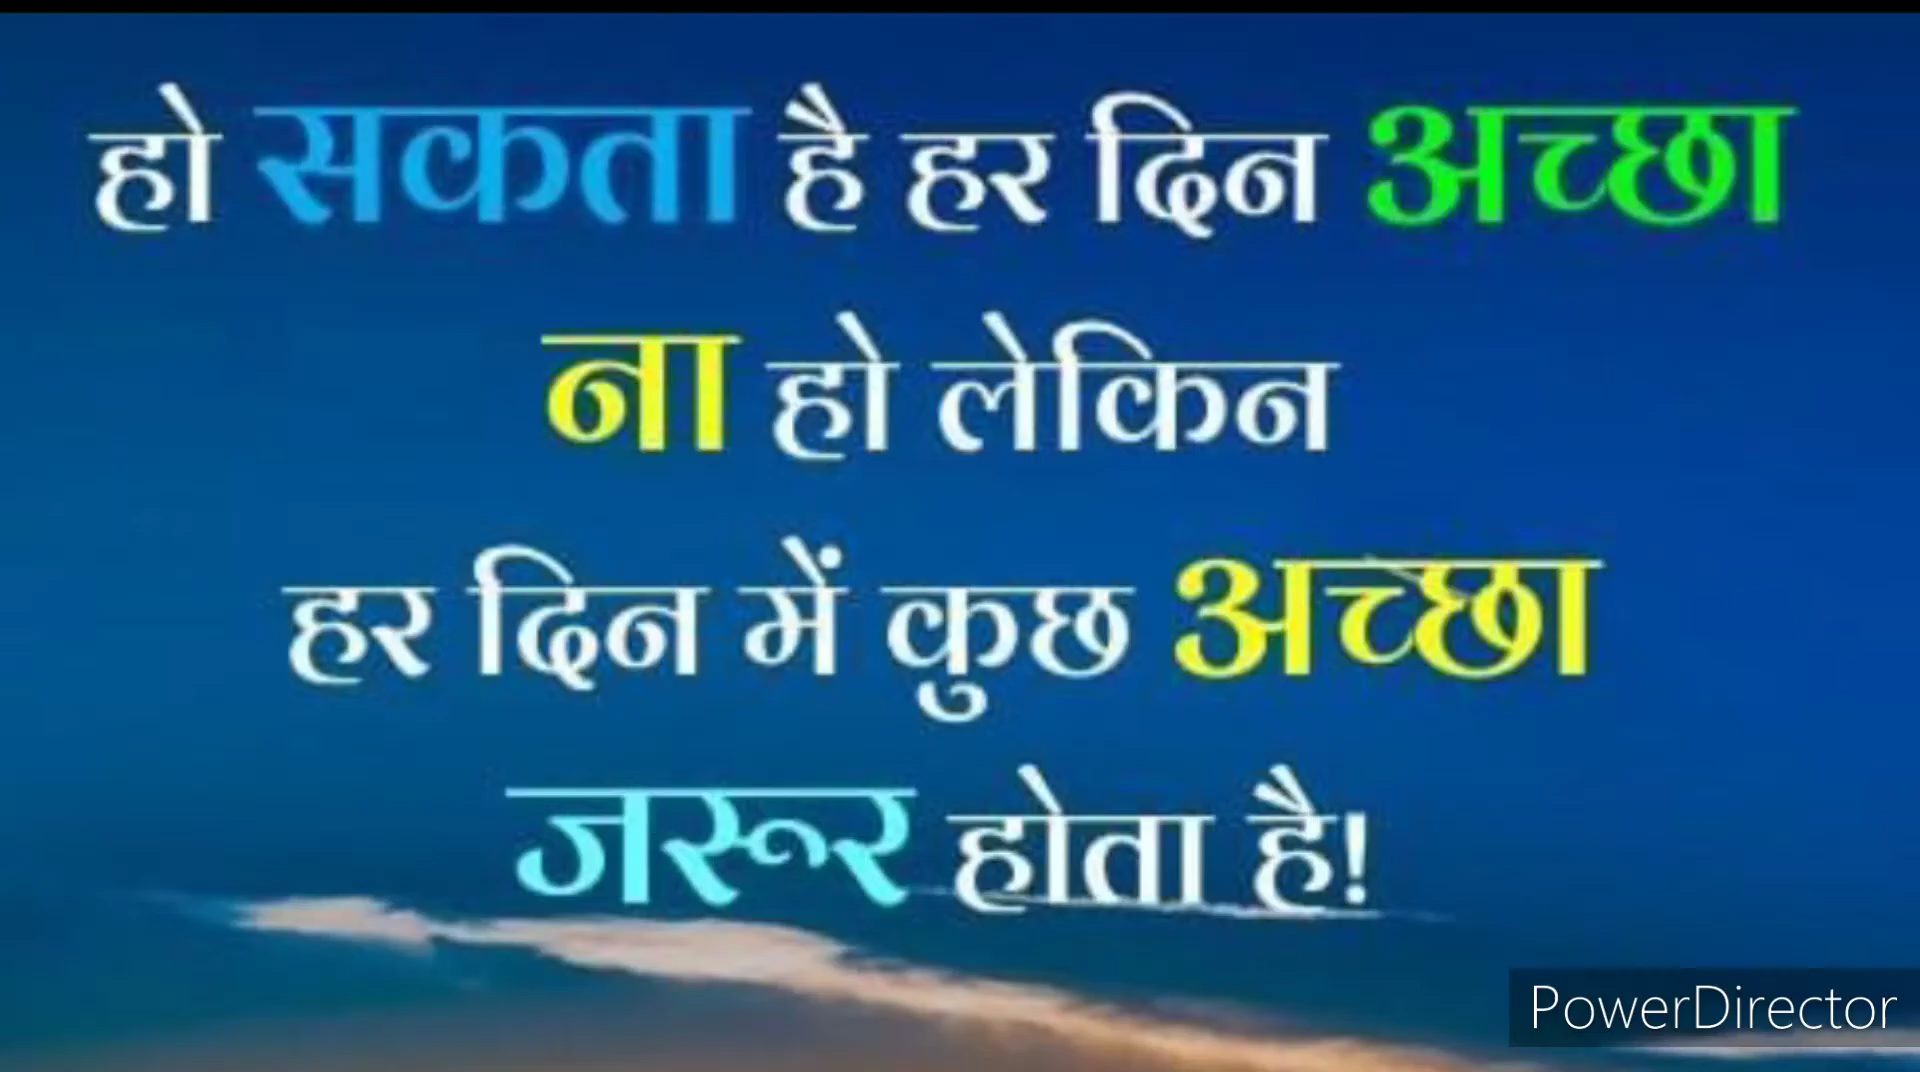 हो सकता है हर दिन अच्छा
ना हो लेकिन
हर दिन में कुछ अच्छा
जरूर होता है!
PowerDirector